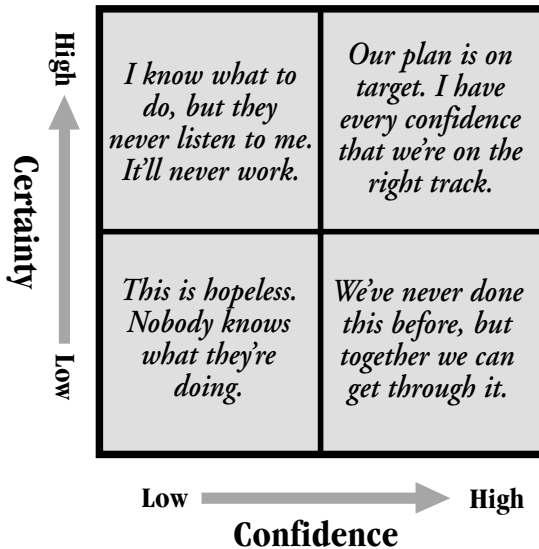 High
I know what to
do, but they
never listen to me.
It'll never work.
Our plan is on
target. I have
every confidence
that we're on the
right track.
Certainty
This is hopeless.
Nobody knows
what they're
doing.
We've never done
this before, but
together we can
get through it.
Low
Low
High
Confidence